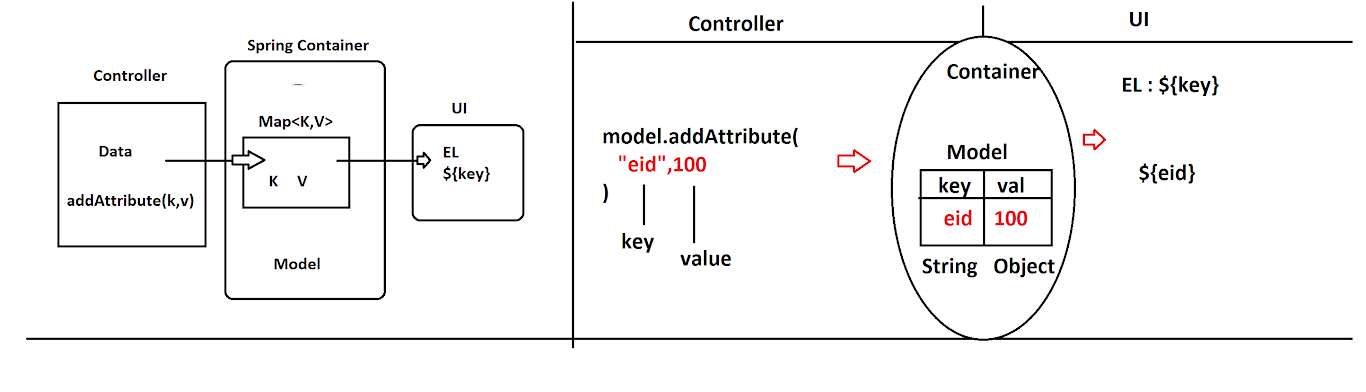 Spring Container
Controller
Map<K,V>
UI
Data
EL
K V
${key}
addAttribute(k,v)
Model
Controller
UI
Container
EL : ${key}
model.addAttribute(
"eid",100
)
key
value
Model
key val
eid 100
String Object
${eid}